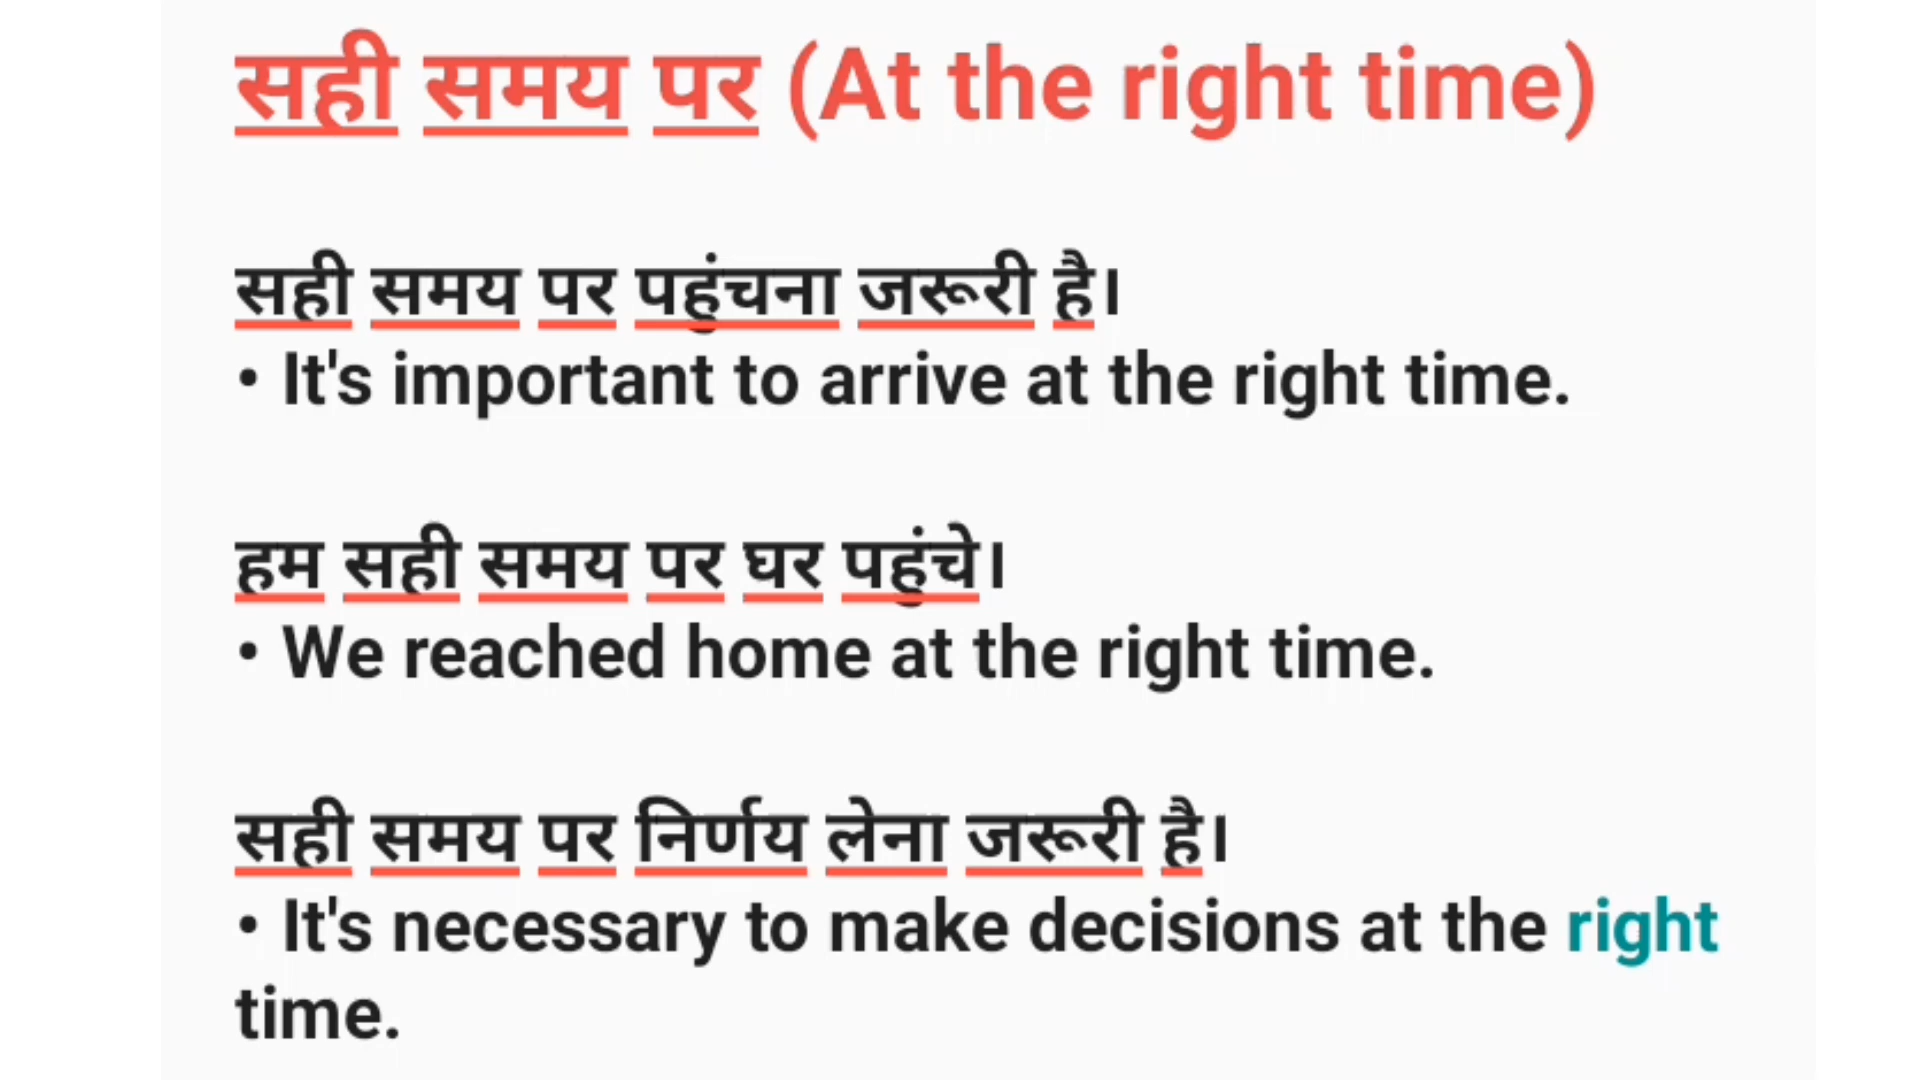 सही समय पर (At the right time)
सही समय पर पहुंचना जरूरी है।
• It's important to arrive at the right time.
हम सही समय पर घर पहुंचे।
• We reached home at the right time.
सही समय पर निर्णय लेना जरूरी है।
• It's necessary to make decisions at the right
time.